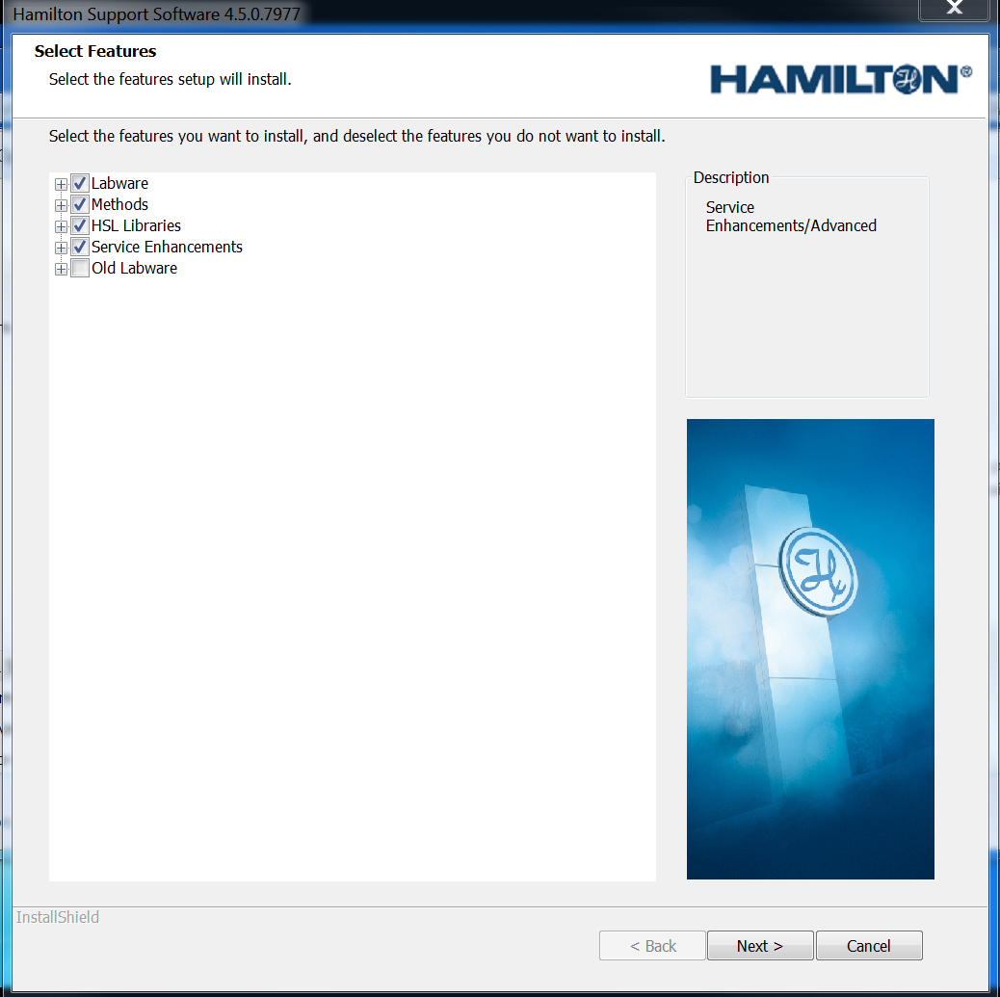 Hamilton Support Software 4.5.0.7977
Select Features
Select the features setup will install.
HAMILTON®
Select the features you want to install, and deselect the features you do not want to install.
Labware
Methods
HSL Libraries
Service Enhancements
Old Labware
Description
Service
Enhancements/Advanced
H
InstallShield
< Back
Next >
Cancel